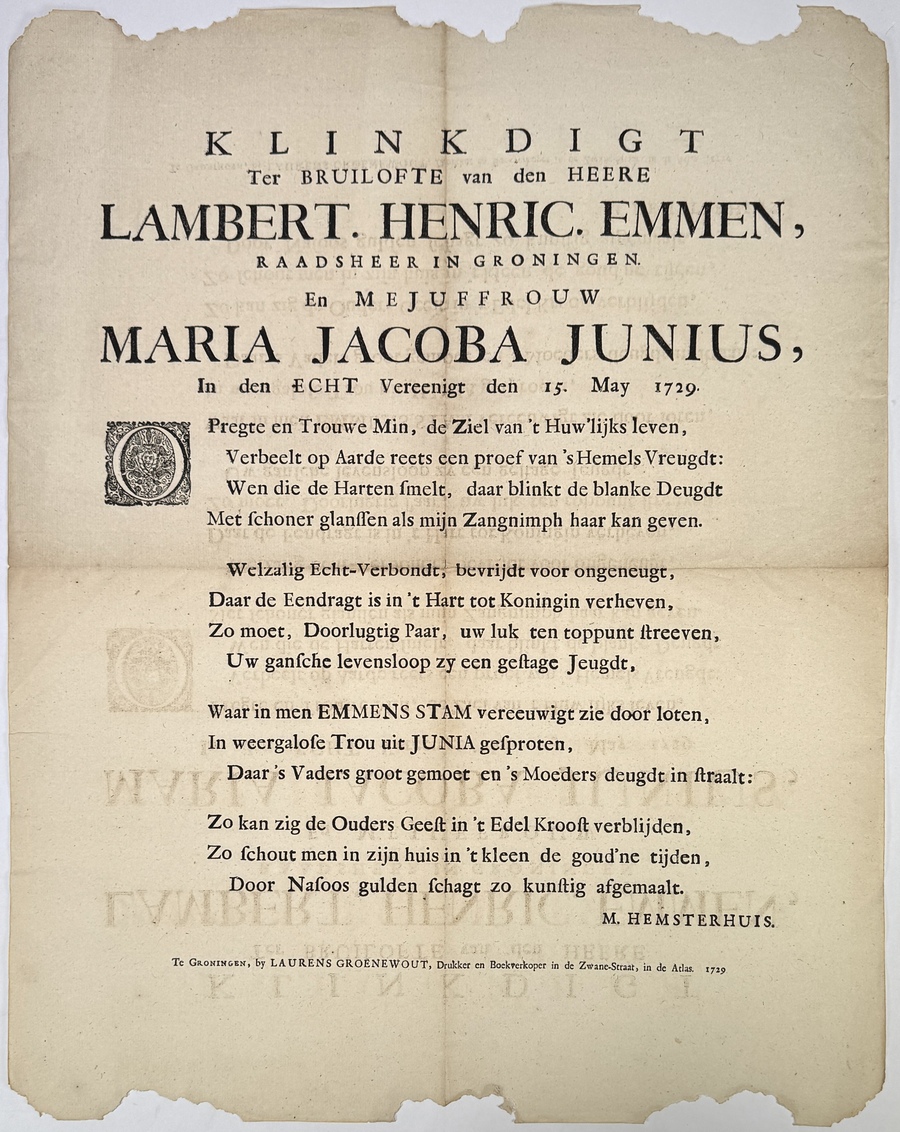 KLINKDIGT
Ter BRUILOFTE van den HEERE
LAMBERT. HENRIC. EMMEN,
RAADSHEER IN GRONINGEN.
En MEJUFFROUW
MARIA JACOBA JUNIUS,
In den ECHT Vereenigt den 15. May 1729.
OPregte en Trouwe Min, de Ziel van 't Huw'lijks leven,
Verbeelt op Aarde reets een proef van 's Hemels Vreugdt:
Wen die de Harten ſmelt, daar blinkt de blanke Deugdt
Met ſchoner glanſſen als mijn Zangnimph haar kan geven.
Welzalig Echt-Verbondt, bevrijdt voor ongeneugt,
Daar de Eendragt is in 't Hart tot Koningin verheven,
Zo moet, Doorlugtig Paar, uw luk ten toppunt ſtreeven,
Uw ganſche levensloop zy een geſtage Jeugdt,
Waar in men EMMENS STAM vereeuwigt zie door loten,
In weergaloſe Trou uit JUNIA geſproten,
Daar 's Vaders groot gemoet en 's Moeders deugdt in ſtraalt:
Zo kan zig de Ouders Geeſt in 't Edel Krooſt verblijden,
Zo ſchout men in zijn huis in 't kleen de goud'ne tijden,
Door Naſoos gulden ſchagt zo kunſtig afgemaalt.
M. HEMSTERHUIS.
Te GRONINGEN, by LAURENS GROENEWOUT, Drukker en Boekverkoper in de Zwane-Straat, in de Atlas. 1729